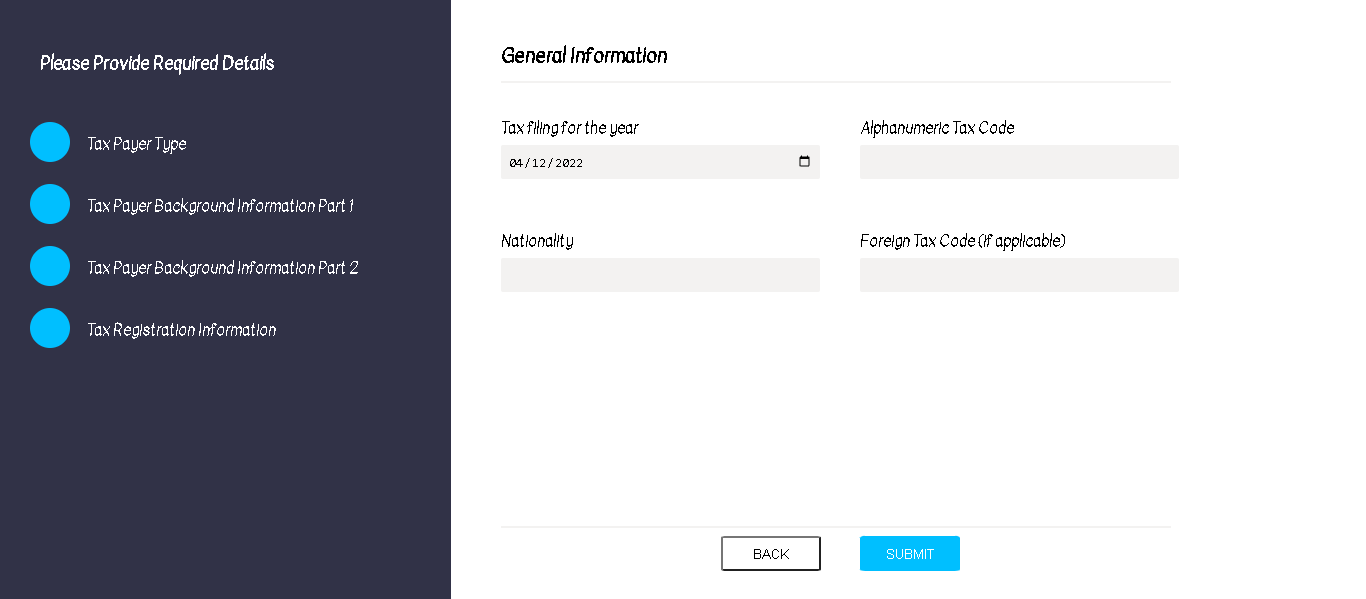 Please Provide Required Details
Tax Payer Type
Tax Payer Background Information Part 1
Tax Payer Background Information Part 2
Tax Registration Information
General Information
Tax filing for the year
Alphanumeric Tax Code
04/12/2022
Nationality
Foreign Tax Code (if applicable)
BACK
SUBMIT